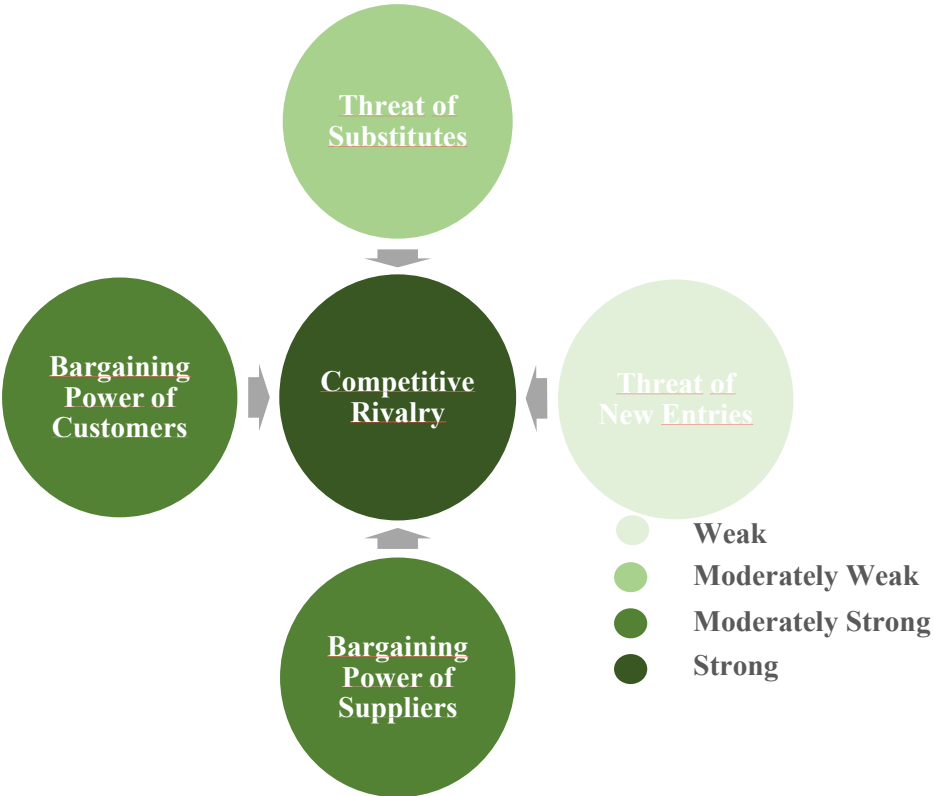 Threat of
Substitutes
Bargaining
Power of
Customers
Competitive
Rivalry
Threat of
New Entries
Bargaining
Power of
Suppliers
Weak
Moderately Weak
Moderately Strong
Strong